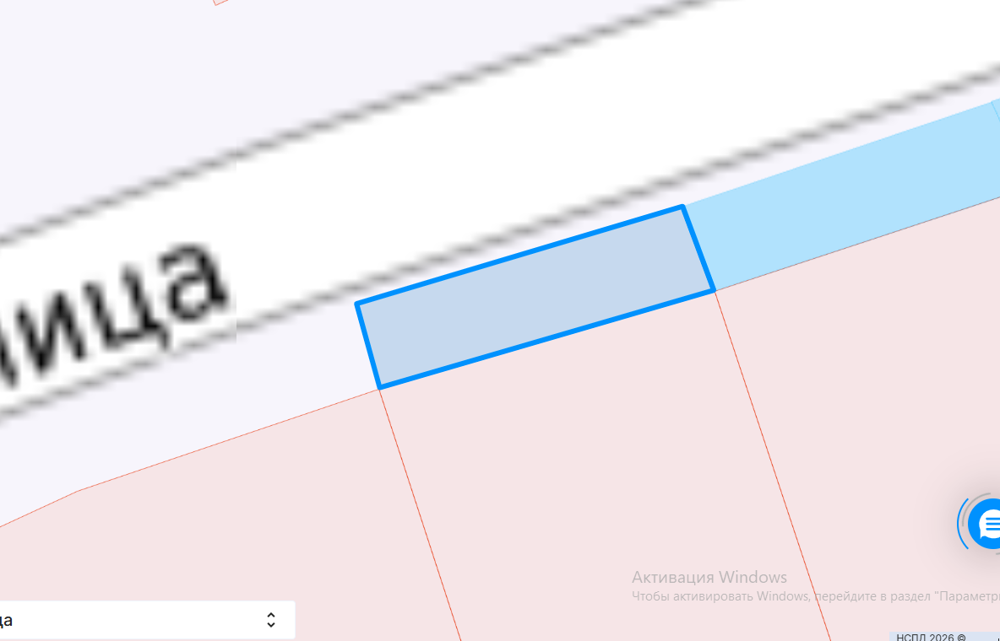 ица
Активация Windows
Чтобы активировать Windows, перейдите в раздел "Параметры
ца
НСПД 2026 ©